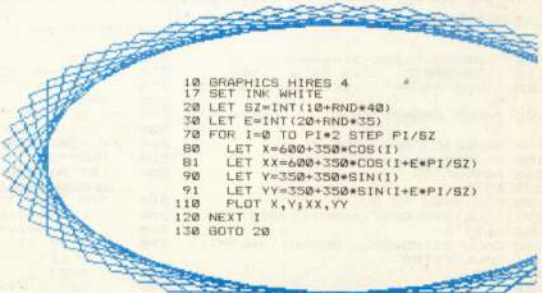 10 GRAPHICS HIRES 4
17 SET INK WHITE
20 LET SZ=INT(10+RND*40)
30 LET E=INT(20+RND*35)
70 FOR I=0 TO PI*2 STEP PI/SZ
80 LET X=600+350*COS(I)
81 LET XX=600+350*COS(I+E*PI/SZ)
90 LET Y=350+350*SIN(I)
91 LET YY=350+350*SIN(I+E*PI/SZ)
110 PLOT X,Y;XX,YY
120 NEXT I
130 GOTO 20